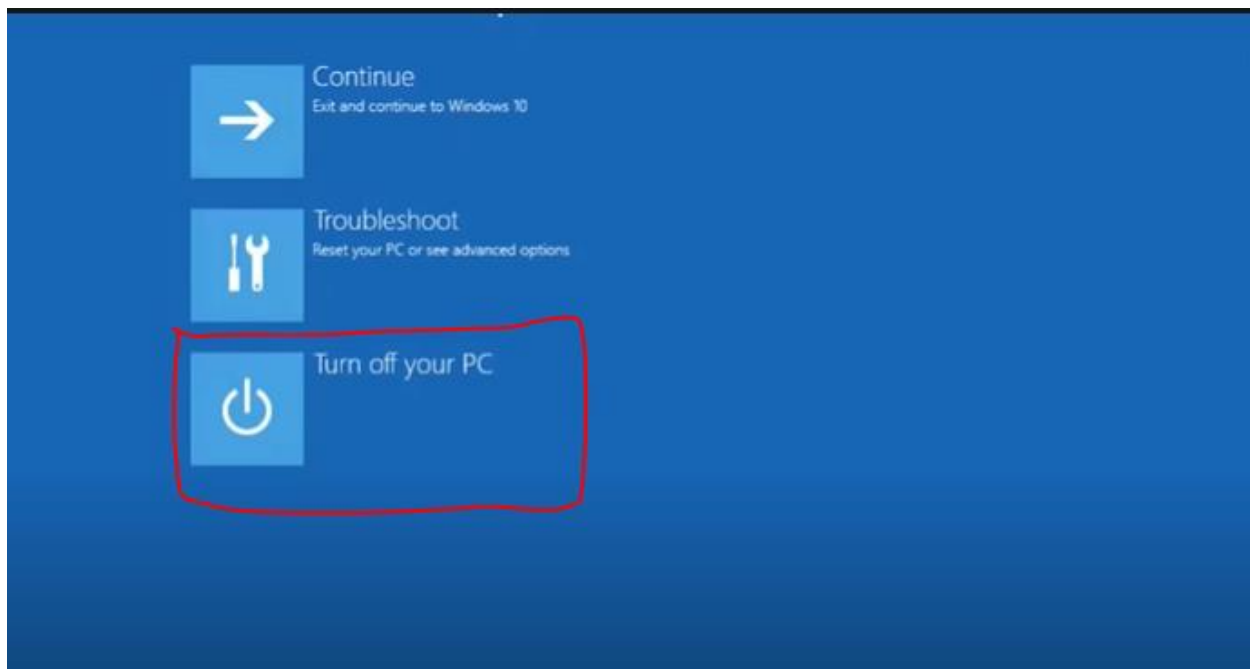 Continue
Exit and continue to Windows 10
Troubleshoot
Reset your PC or see advanced options
Turn off your PC